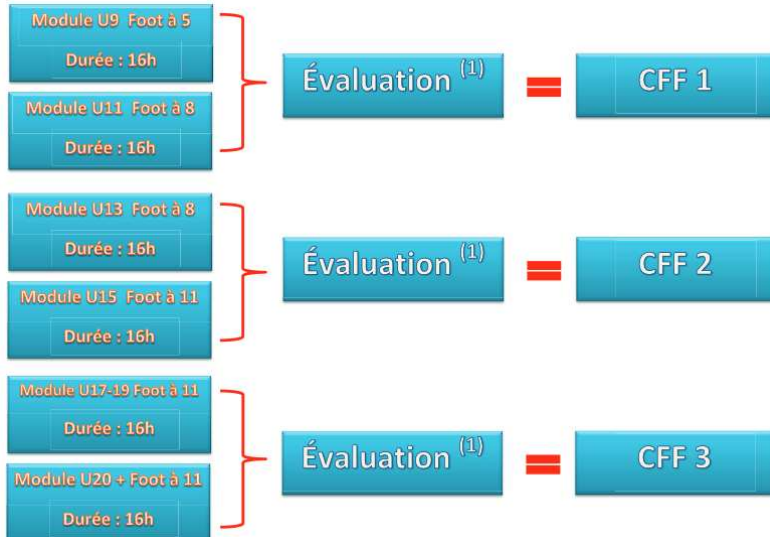 Module U9 Foot à 5
Durée : 16h
Module U11 Foot à 8
Durée : 16h
Évaluation (1)
=
CFF 1
Module U13 Foot à 8
Durée : 16h
Module U15 Foot à 11
Durée : 16h
Évaluation (1)
=
CFF 2
Module U17-19 Foot à 11
Durée : 16h
Module U20 + Foot à 11
Durée : 16h
Évaluation (1)
=
CFF 3